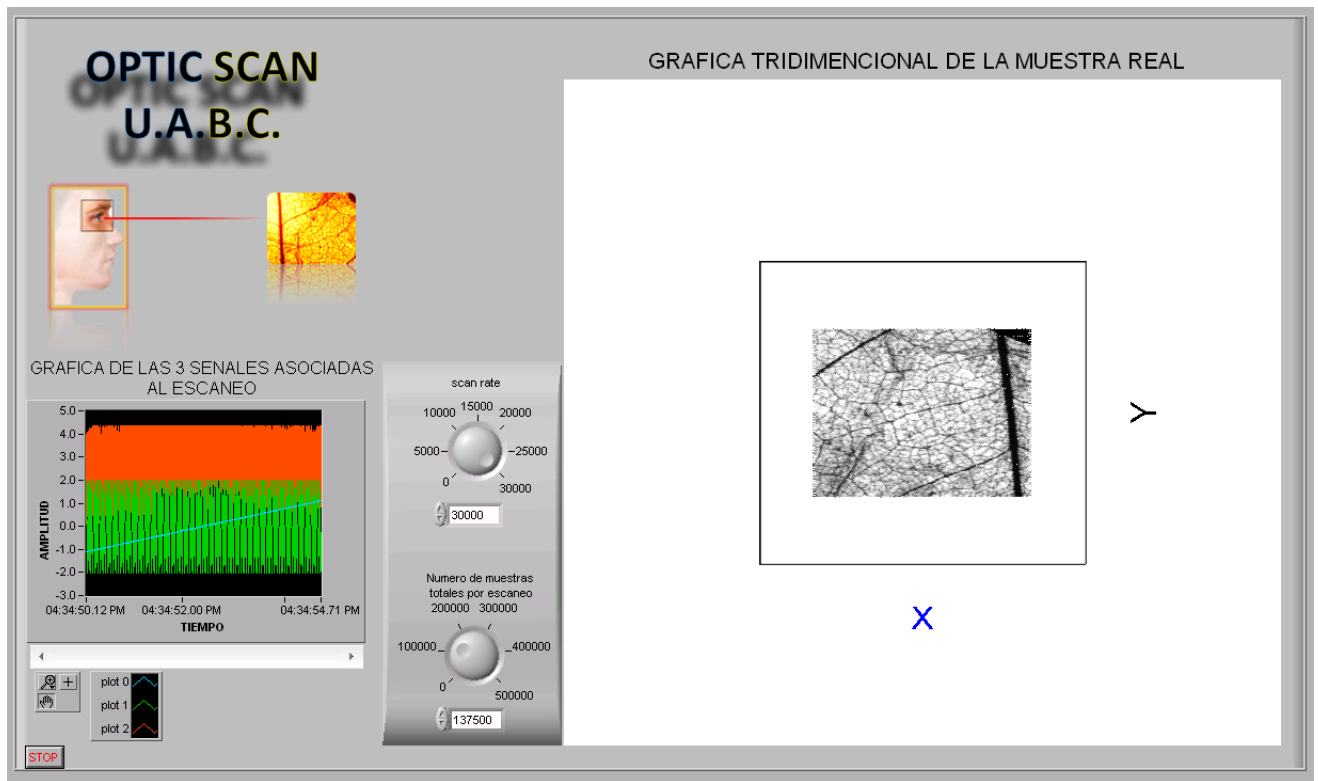 OPTIC SCAN
U.A.B.C.
GRAFICA TRIDIMENCIONAL DE LA MUESTRA REAL
GRAFICA DE LAS 3 SENALES ASOCIADAS
AL ESCANEO
AMPLITUD
5.0
4.0
3.0
2.0
1.0
0.0
-1.0
-2.0
-3.0
04:34:50.12 PM 04:34:52.00 PM 04:34:54.71 PM
TIEMPO
plot 0
plot 1
plot 2
STOP
scan rate
10000 15000 20000
5000 25000
0 30000
30000
Numero de muestras
totales por escaneo
200000 300000
100000 400000
0 500000
137500
Y
X